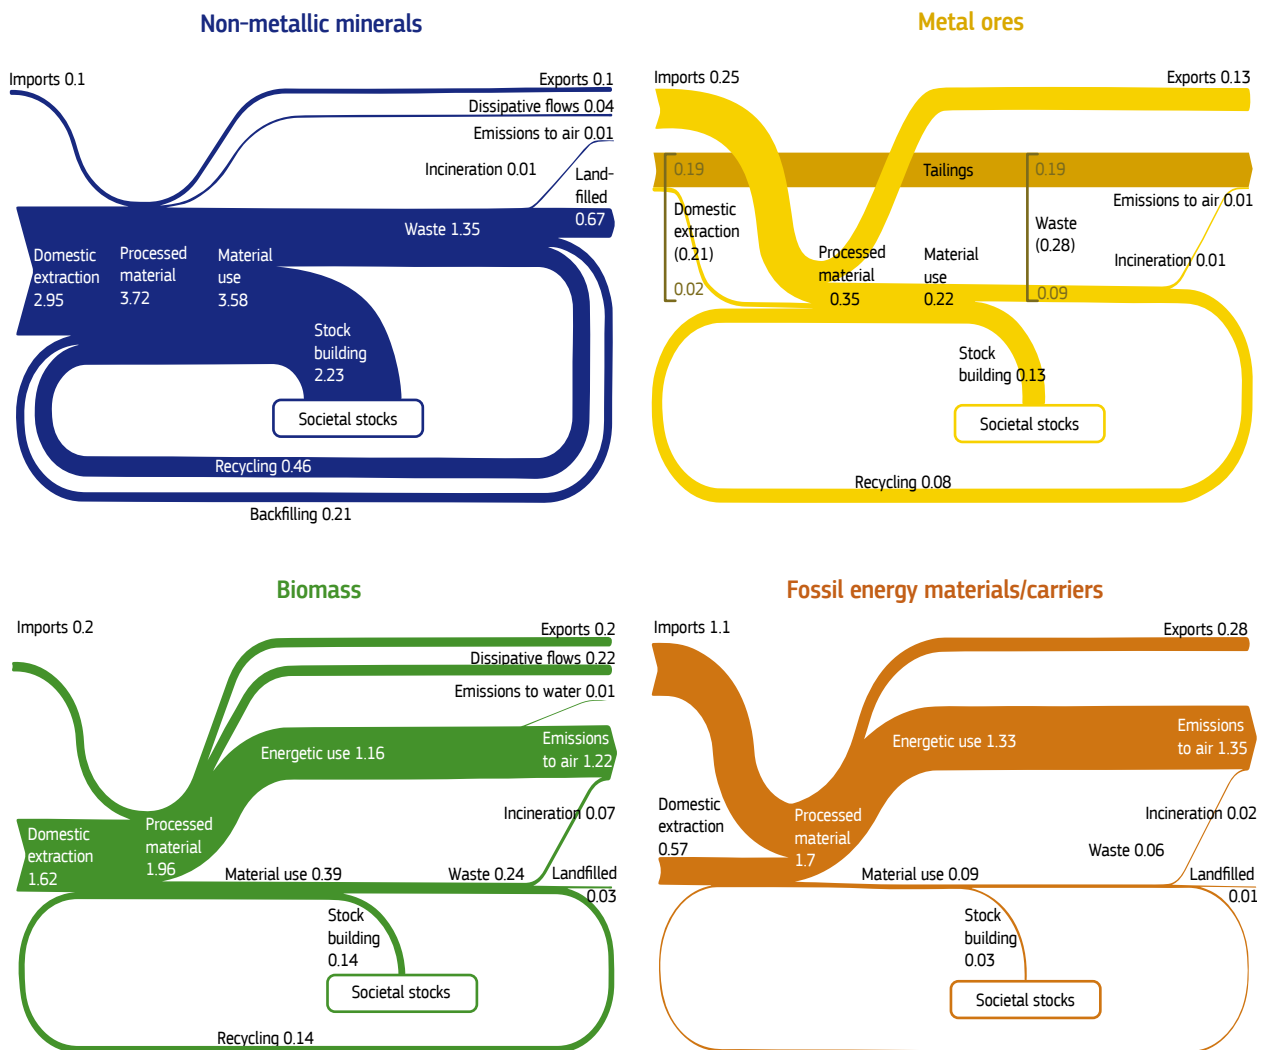 Non-metallic minerals
Imports 0.1
Exports 0.1
Dissipative flows 0.04
Emissions to air 0.01
Incineration 0.01
Land-
filled
0.67
Waste 1.35
Domestic
extraction
2.95
Processed
material
3.72
Material
use
3.58
Stock
building
2.23
Societal stocks
Recycling 0.46
Backfilling 0.21
Metal ores
Imports 0.25
Exports 0.13
0.19
Tailings
0.19
Emissions to air 0.01
Domestic
extraction
(0.21)
Waste
(0.28)
Incineration 0.01
0.02
Processed
material
0.35
Material
use
0.22
0.09
Stock
building 0.13
Societal stocks
Recycling 0.08
Biomass
Imports 0.2
Exports 0.2
Dissipative flows 0.22
Emissions to water 0.01
Energetic use 1.16
Emissions
to air 1.22
Incineration 0.07
Domestic
extraction
1.62
Processed
material
1.96
Material use 0.39
Waste 0.24
Landfilled
0.03
Stock
building
0.14
Societal stocks
Recycling 0.14
Fossil energy materials/carriers
Imports 1.1
Exports 0.28
Energetic use 1.33
Emissions
to air 1.35
Domestic
extraction
0.57
Processed
material
1.7
Incineration 0.02
Waste 0.06
Material use 0.09
Landfilled
0.01
Stock
building
0.03
Societal stocks